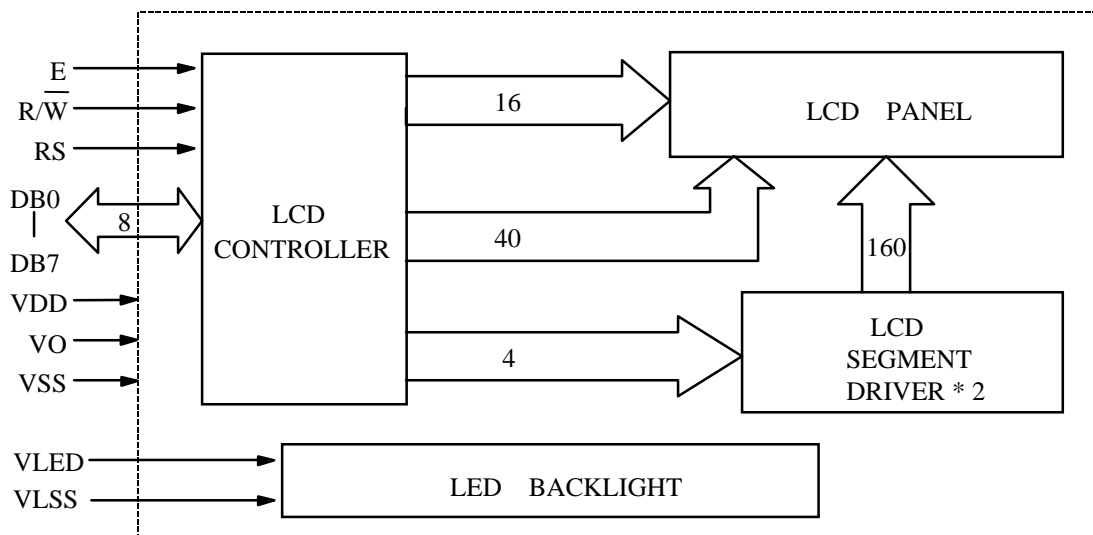 E
R/W̅
RS
DB0
DB7
VDD
VO
VSS
VLED
VLSS
8
LCD
CONTROLLER
16
40
4
LCD PANEL
160
LCD
SEGMENT
DRIVER * 2
LED BACKLIGHT